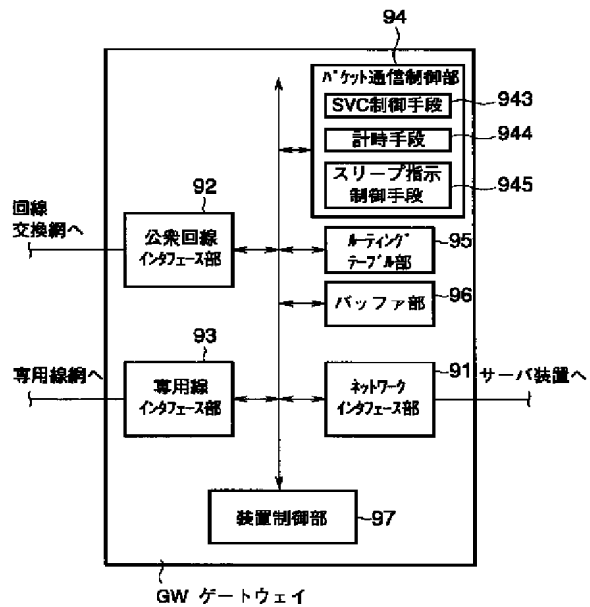 94
パケット通信制御部
SVC制御手段
943
計時手段
944
スリープ指示
制御手段
945
92
回線
交換網へ
公衆回線
インタフェース部
ルーティング
テーブル部
95
バッファ部
96
93
専用線網へ
専用線
インタフェース部
91
ネットワーク
インタフェース部
サーバ装置へ
装置制御部
97
GW ゲートウェイ